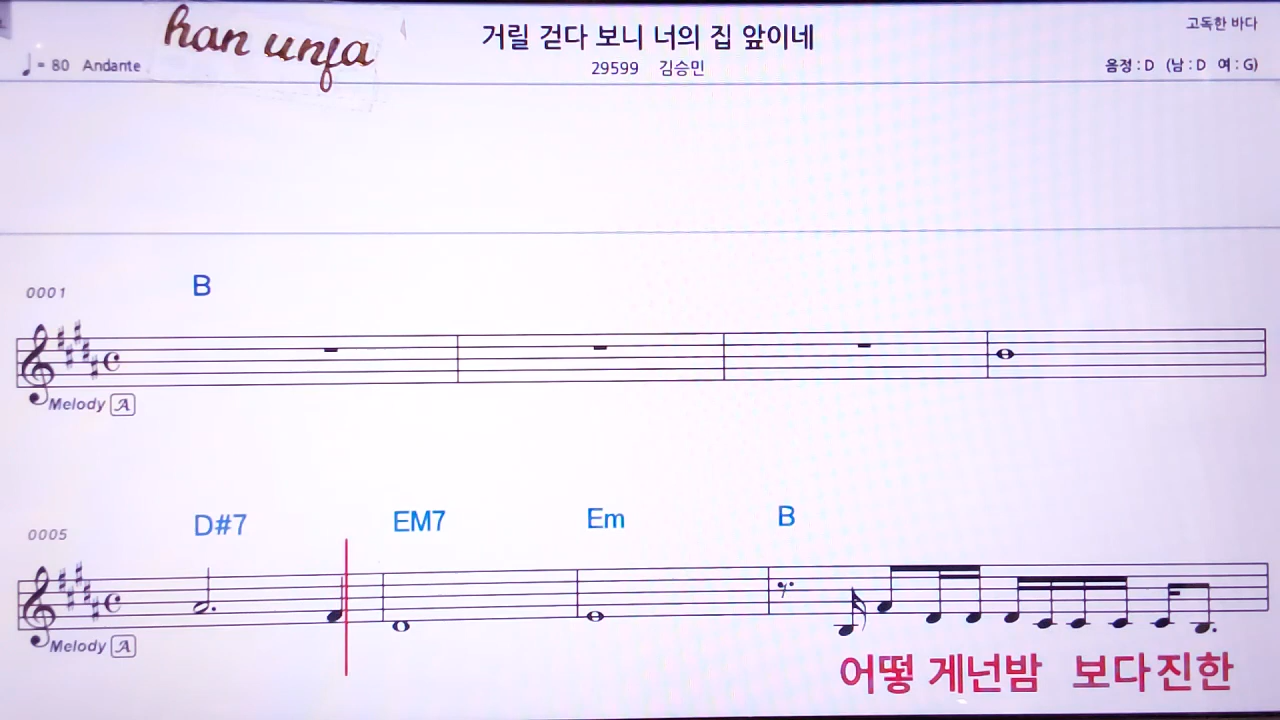 han unfa
거릴 걷다 보니 너의 집 앞이네
고독한 바다
♩ = 80 Andante
29599 김승민
음정 : D (남 : D 여 : G)
0001 B
Melody A
0005 D#7 EM7 Em B
Melody A
어떻 게넌밤 보다진한